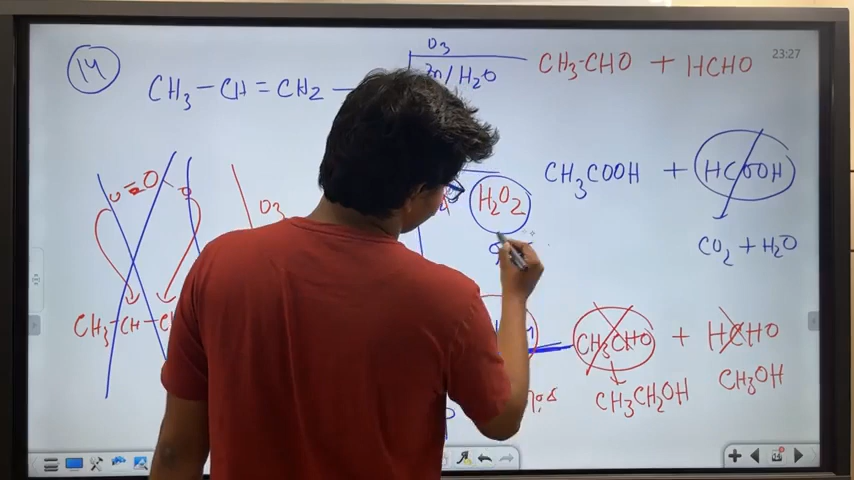 14
O3
CH3-CH=CH2 -
Zn/H2O
CH3-CHO + HCHO
23:27
H2O2
CH3COOH + HCOOH
CO2 + H2O
O=O-O
O3
CH3-CH-C
CH3CHO + HCHO
CH3CH2OH
CH3OH